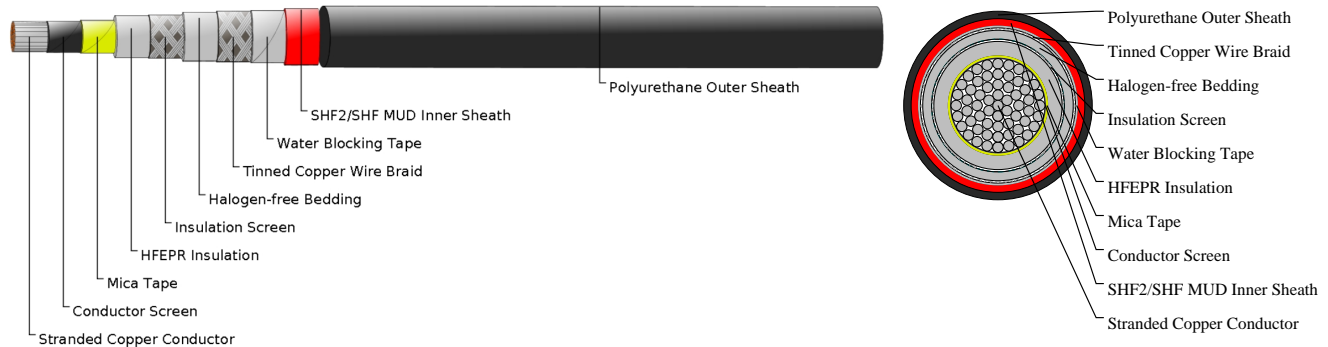 Polyurethane Outer Sheath
SHF2/SHF MUD Inner Sheath
Water Blocking Tape
Tinned Copper Wire Braid
Halogen-free Bedding
Insulation Screen
HFEPR Insulation
Mica Tape
Conductor Screen
Stranded Copper Conductor
Polyurethane Outer Sheath
Tinned Copper Wire Braid
Halogen-free Bedding
Insulation Screen
Water Blocking Tape
HFEPR Insulation
Mica Tape
Conductor Screen
SHF2/SHF MUD Inner Sheath
Stranded Copper Conductor